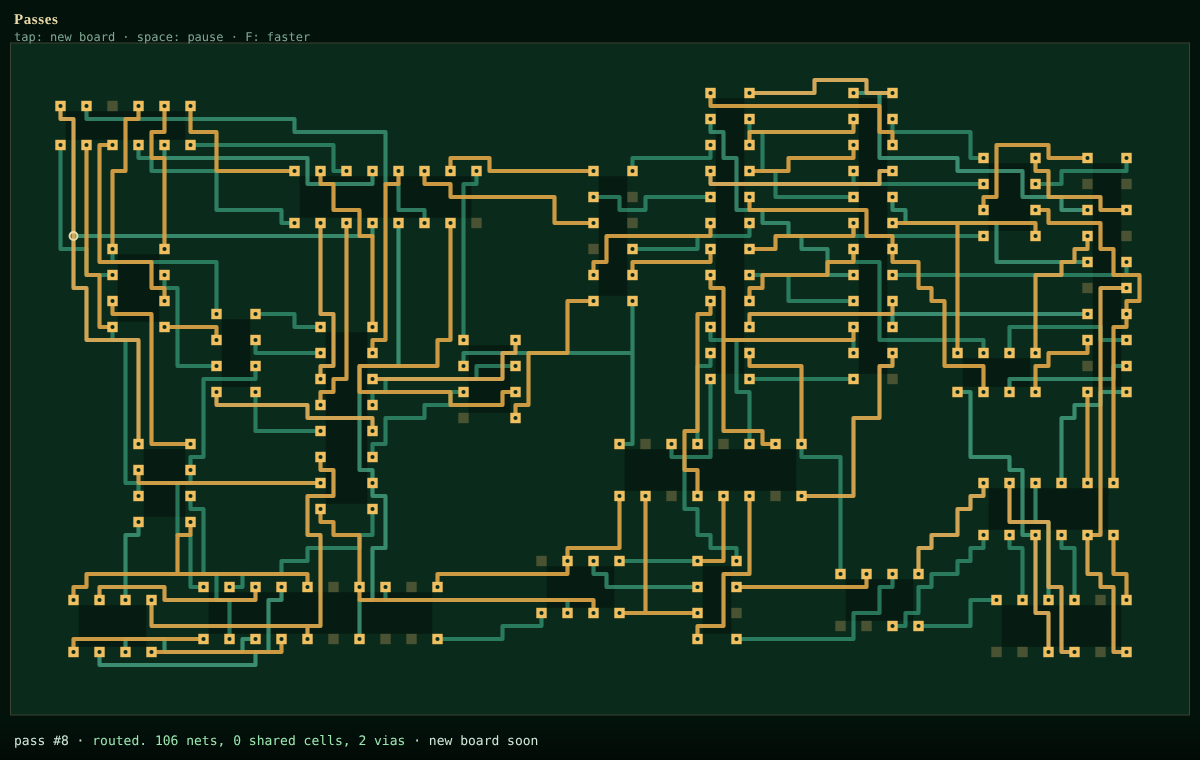 Passes
tap: new board · space: pause · F: faster
pass #8 · routed. 106 nets, 0 shared cells, 2 vias · new board soon